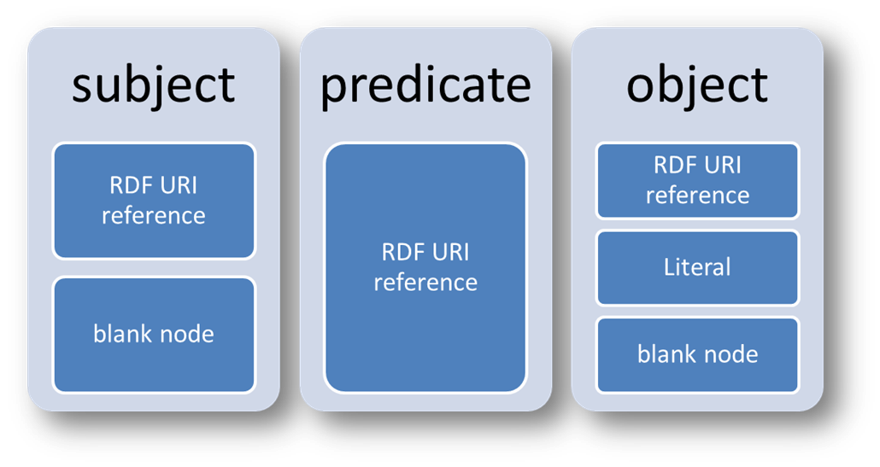 subject
RDF URI
reference
blank node
predicate
RDF URI
reference
object
RDF URI
reference
Literal
blank node